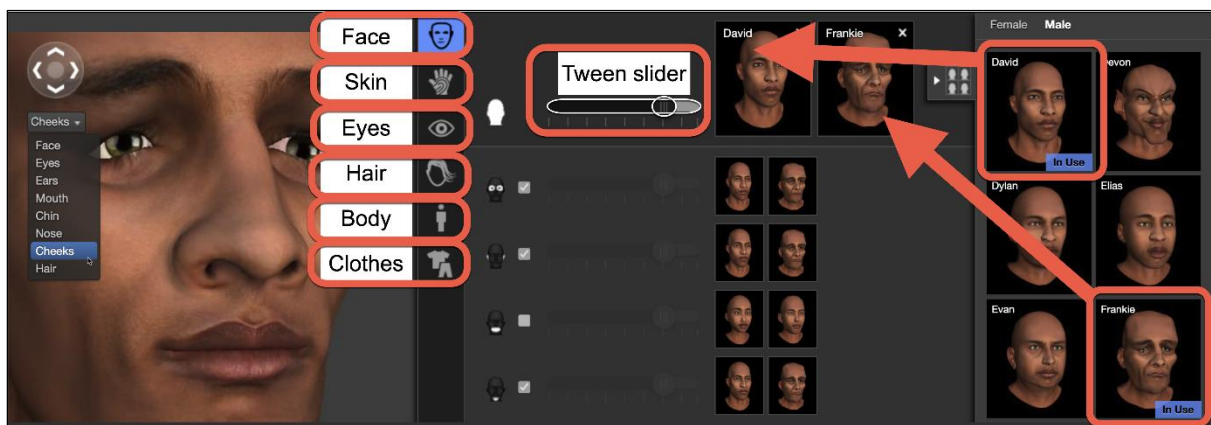 Cheeks
Face
Eyes
Ears
Mouth
Chin
Nose
Cheeks
Hair
Face
Skin
Eyes
Hair
Body
Clothes
Tween slider
David
Frankie
Female Male
David
Devon
In Use
Dylan
Elias
Evan
Frankie
In Use